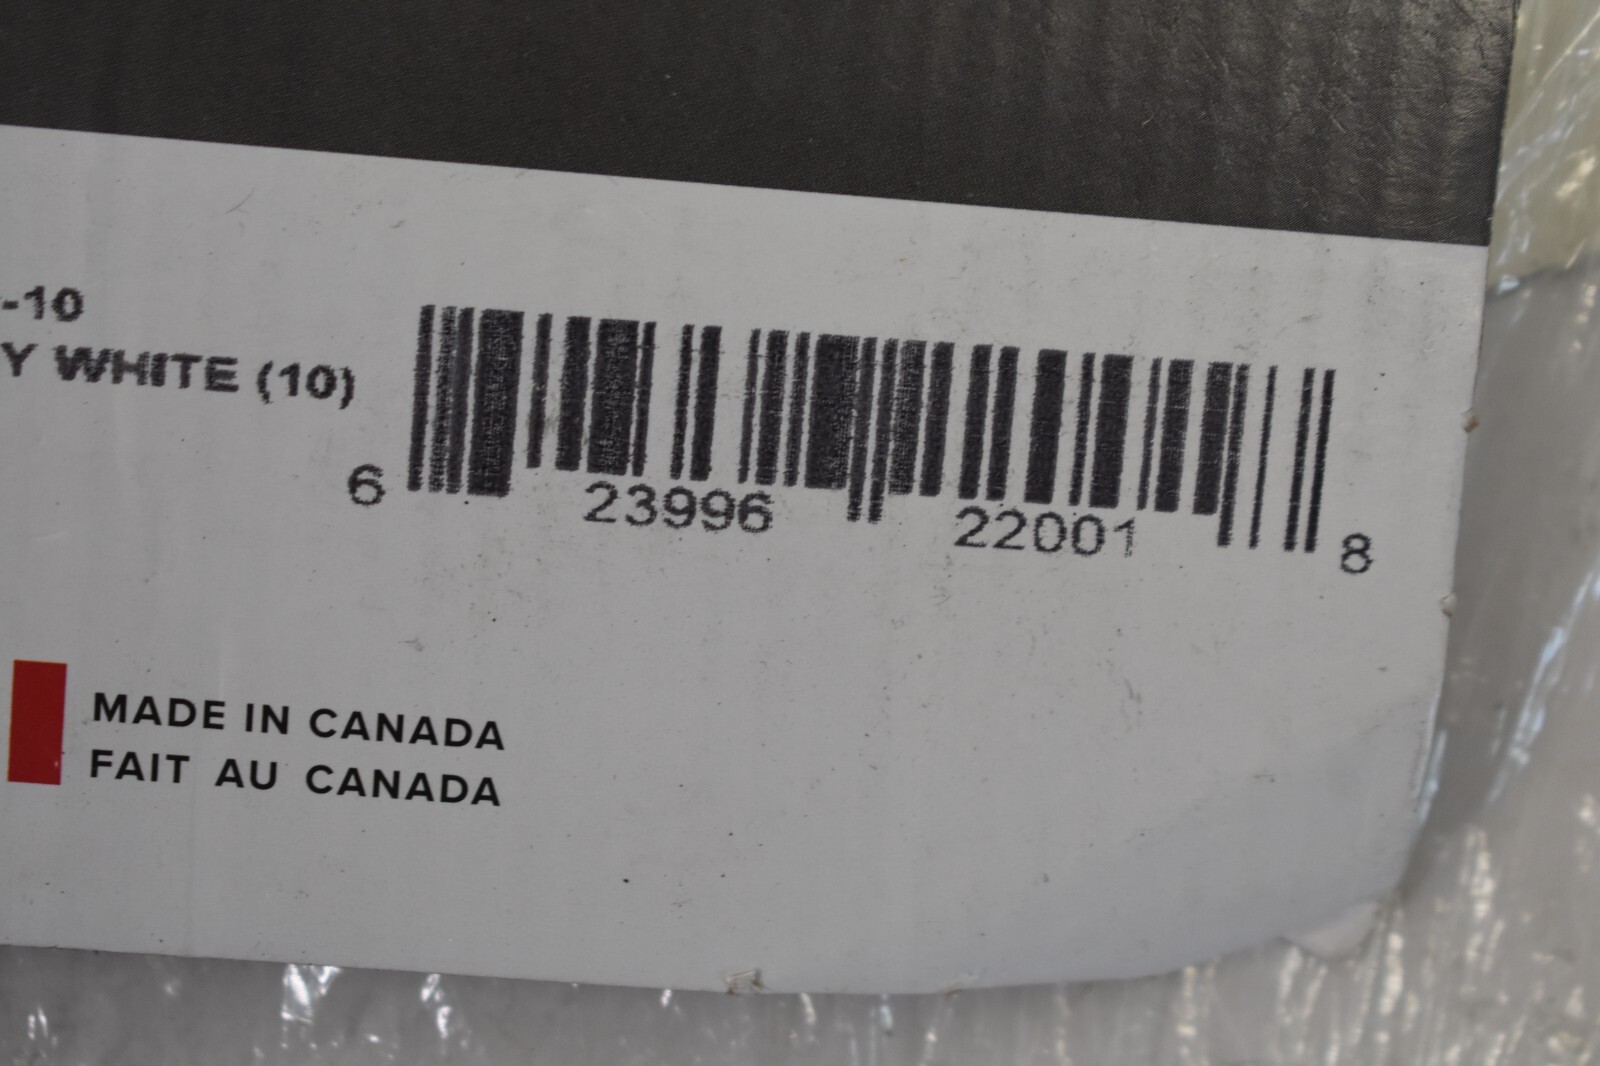 -10
Y WHITE (10)
6 23996 22001 8
MADE IN CANADA
FAIT AU CANADA